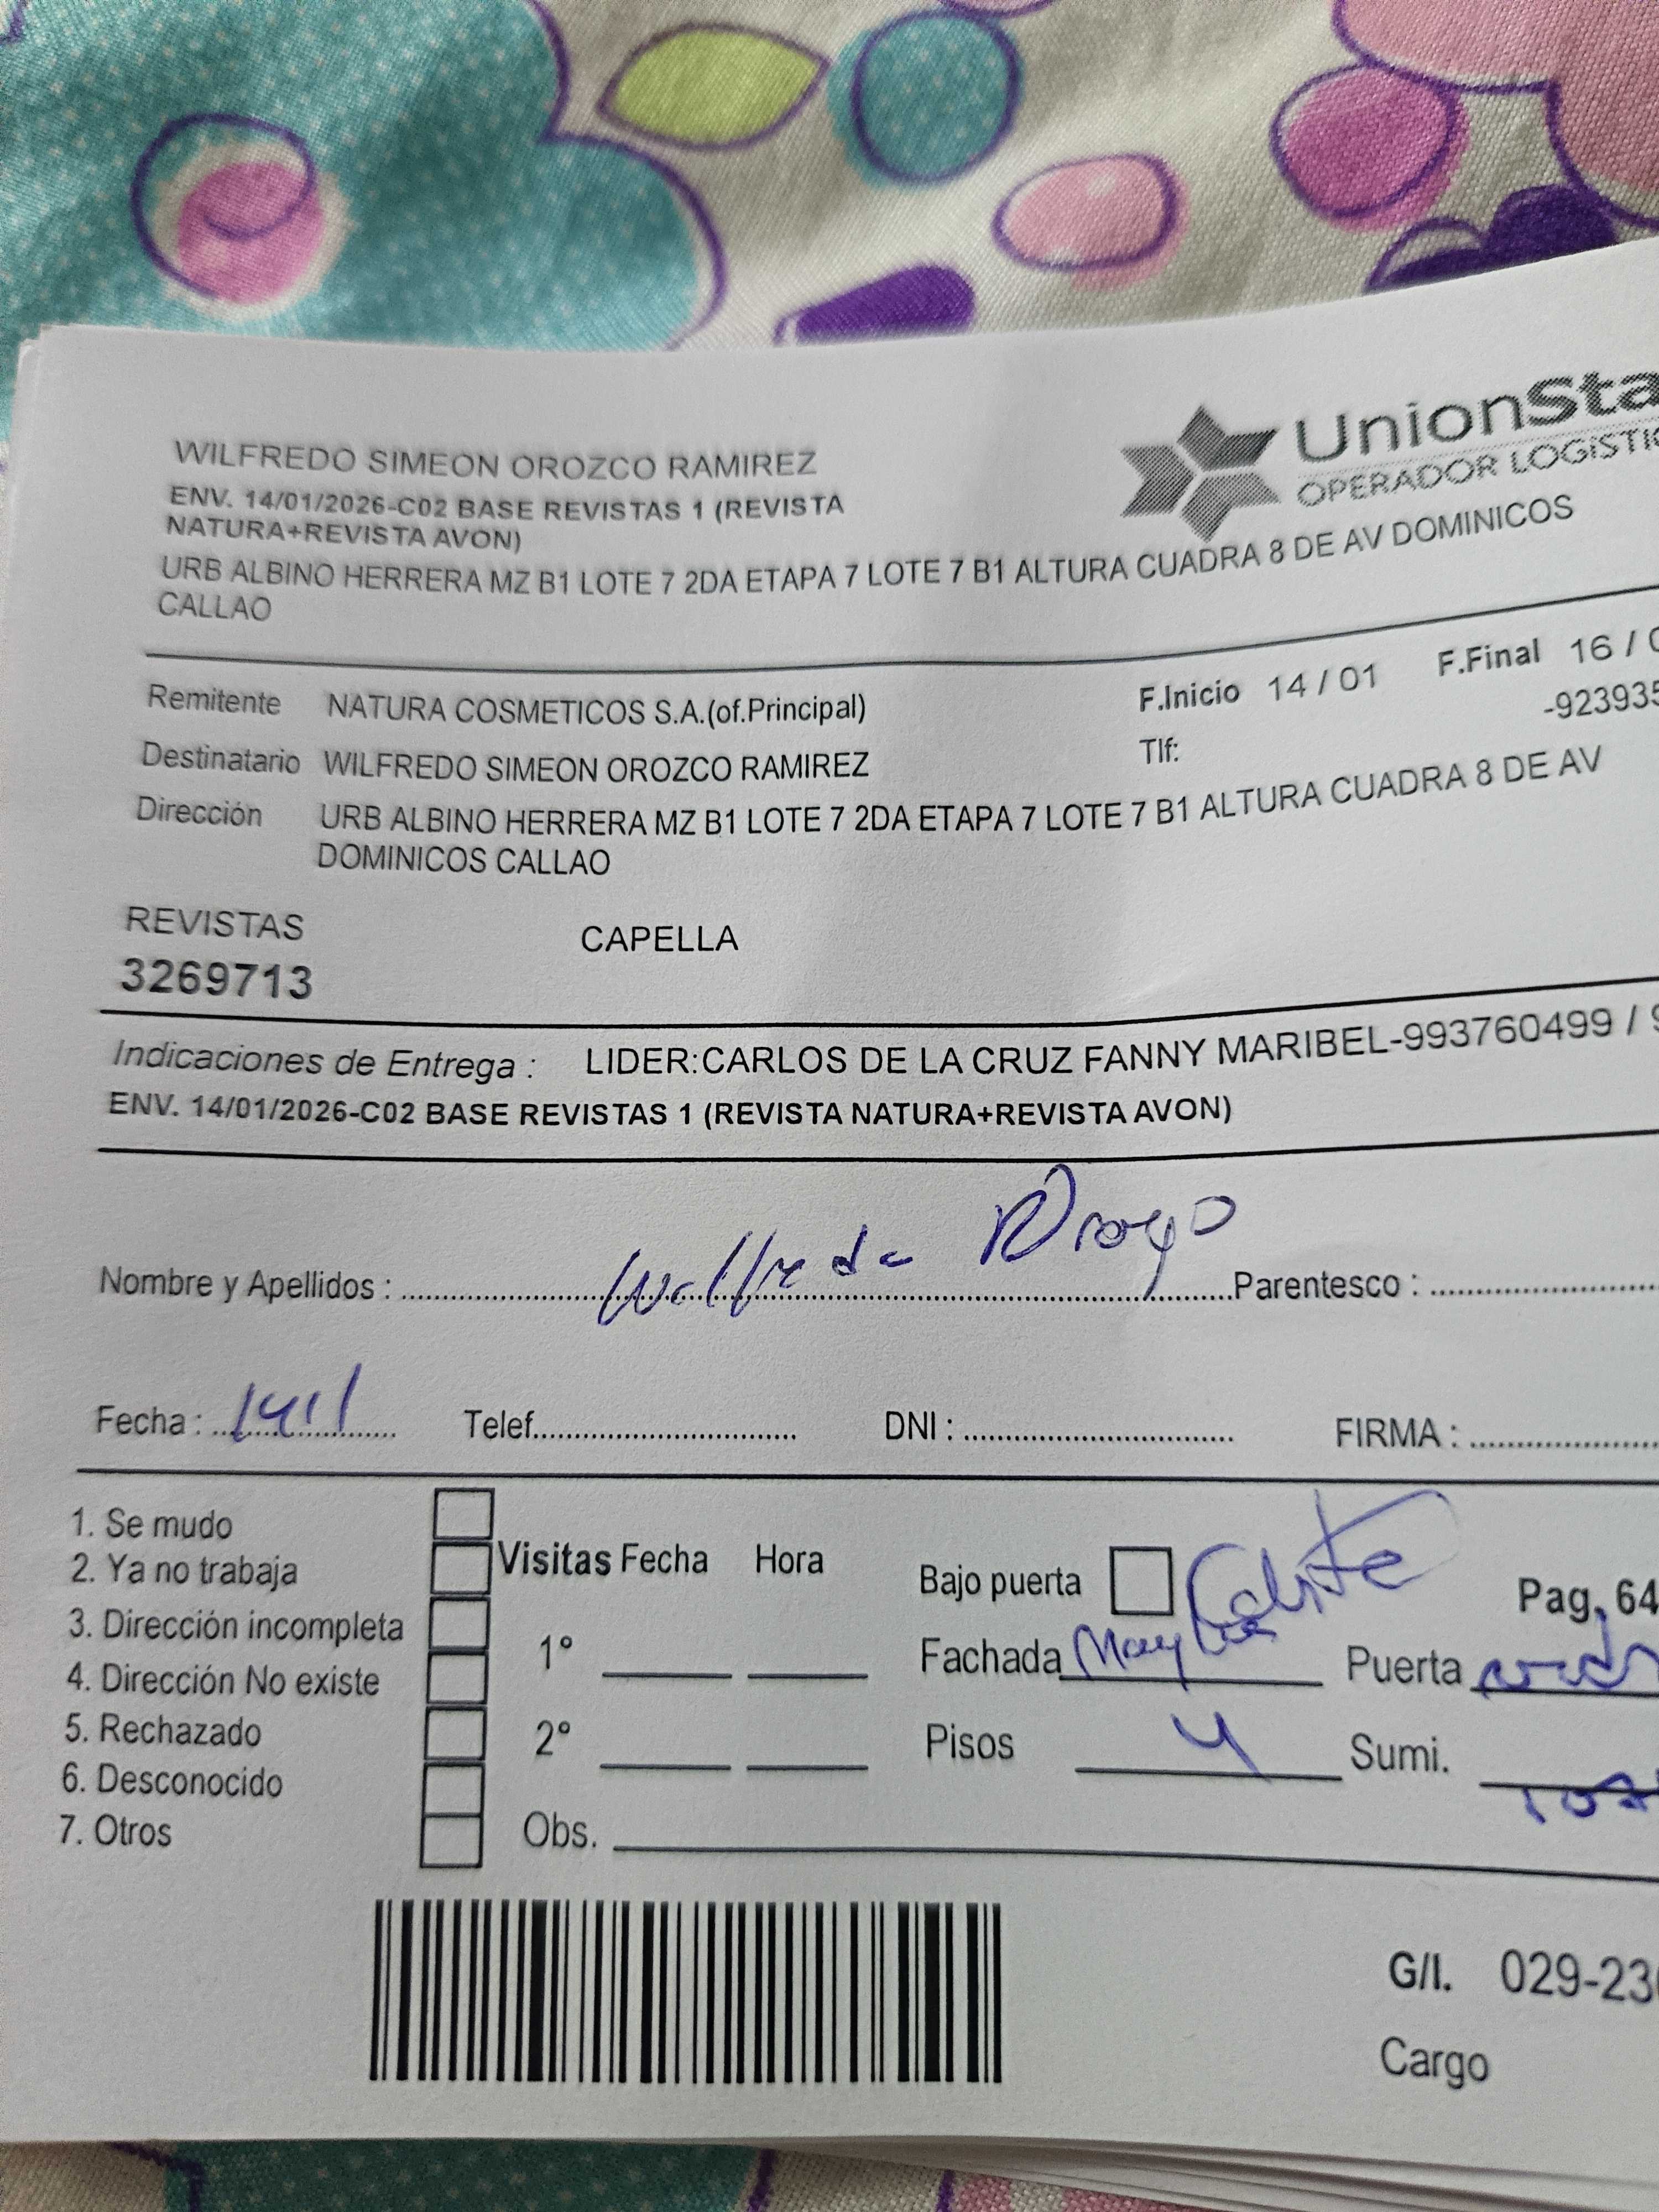 WILFREDO SIMEON OROZCO RAMIREZ
UnionSta
OPERADOR LOGíSTIC
ENV. 14/01/2026-C02 BASE REVISTAS 1 (REVISTA
NATURA+REVISTA AVON)
URB ALBINO HERRERA MZ B1 LOTE 7 2DA ETAPA 7 LOTE 7 B1 ALTURA CUADRA 8 DE AV DOMINICOS
CALLAO
Remitente NATURA COSMETICOS S.A.(of.Principal) F.Inicio 14 / 01 F.Final 16 / 0
-923935
Destinatario WILFREDO SIMEON OROZCO RAMIREZ Tlf:
Dirección URB ALBINO HERRERA MZ B1 LOTE 7 2DA ETAPA 7 LOTE 7 B1 ALTURA CUADRA 8 DE AV
DOMINICOS CALLAO
REVISTAS CAPELLA
3269713
Indicaciones de Entrega : LIDER:CARLOS DE LA CRUZ FANNY MARIBEL-993760499 / 9
ENV. 14/01/2026-C02 BASE REVISTAS 1 (REVISTA NATURA+REVISTA AVON)
Nombre y Apellidos : Wilfredo Parentesco :
Fecha : 14/1 Telef. DNI : FIRMA :
1. Se mudo
2. Ya no trabaja Visitas Fecha Hora Bajo puerta Pag. 64
3. Dirección incompleta 1° Fachada Puerta
4. Dirección No existe
5. Rechazado 2° Pisos 4 Sumi.
6. Desconocido
7. Otros Obs.
G/I. 029-23
Cargo